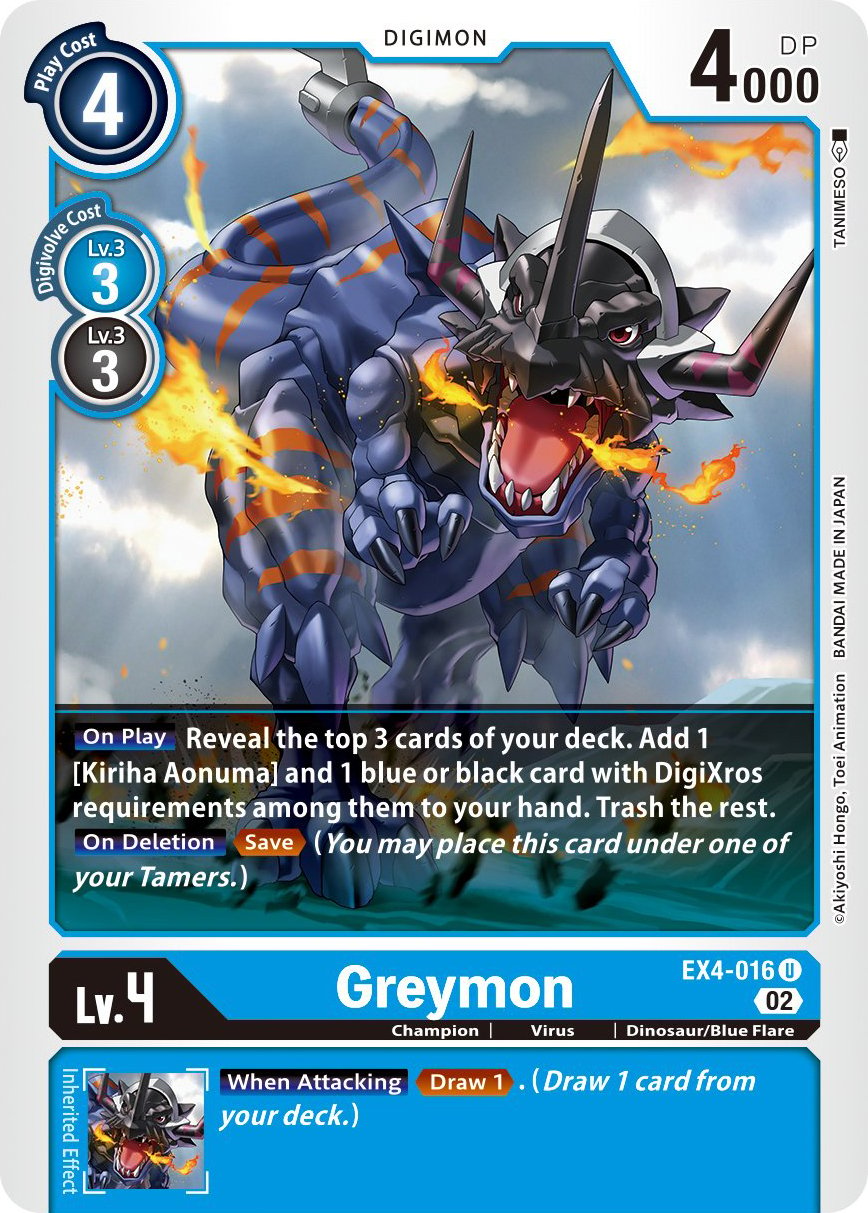 DIGIMON
Play Cost
4
DP
4000
Digivolve Cost
Lv.3
3
Lv.3
3
TANIMESO
BANDAI MADE IN JAPAN
©Akiyoshi Hongo, Toei Animation
On Play Reveal the top 3 cards of your deck. Add 1
[Kiriha Aonuma] and 1 blue or black card with DigiXros
requirements among them to your hand. Trash the rest.
On Deletion Save (You may place this card under one of
your Tamers.)
Lv.4
Greymon
EX4-016 U
02
Champion | Virus | Dinosaur/Blue Flare
Inherited Effect
When Attacking Draw 1 . (Draw 1 card from
your deck.)